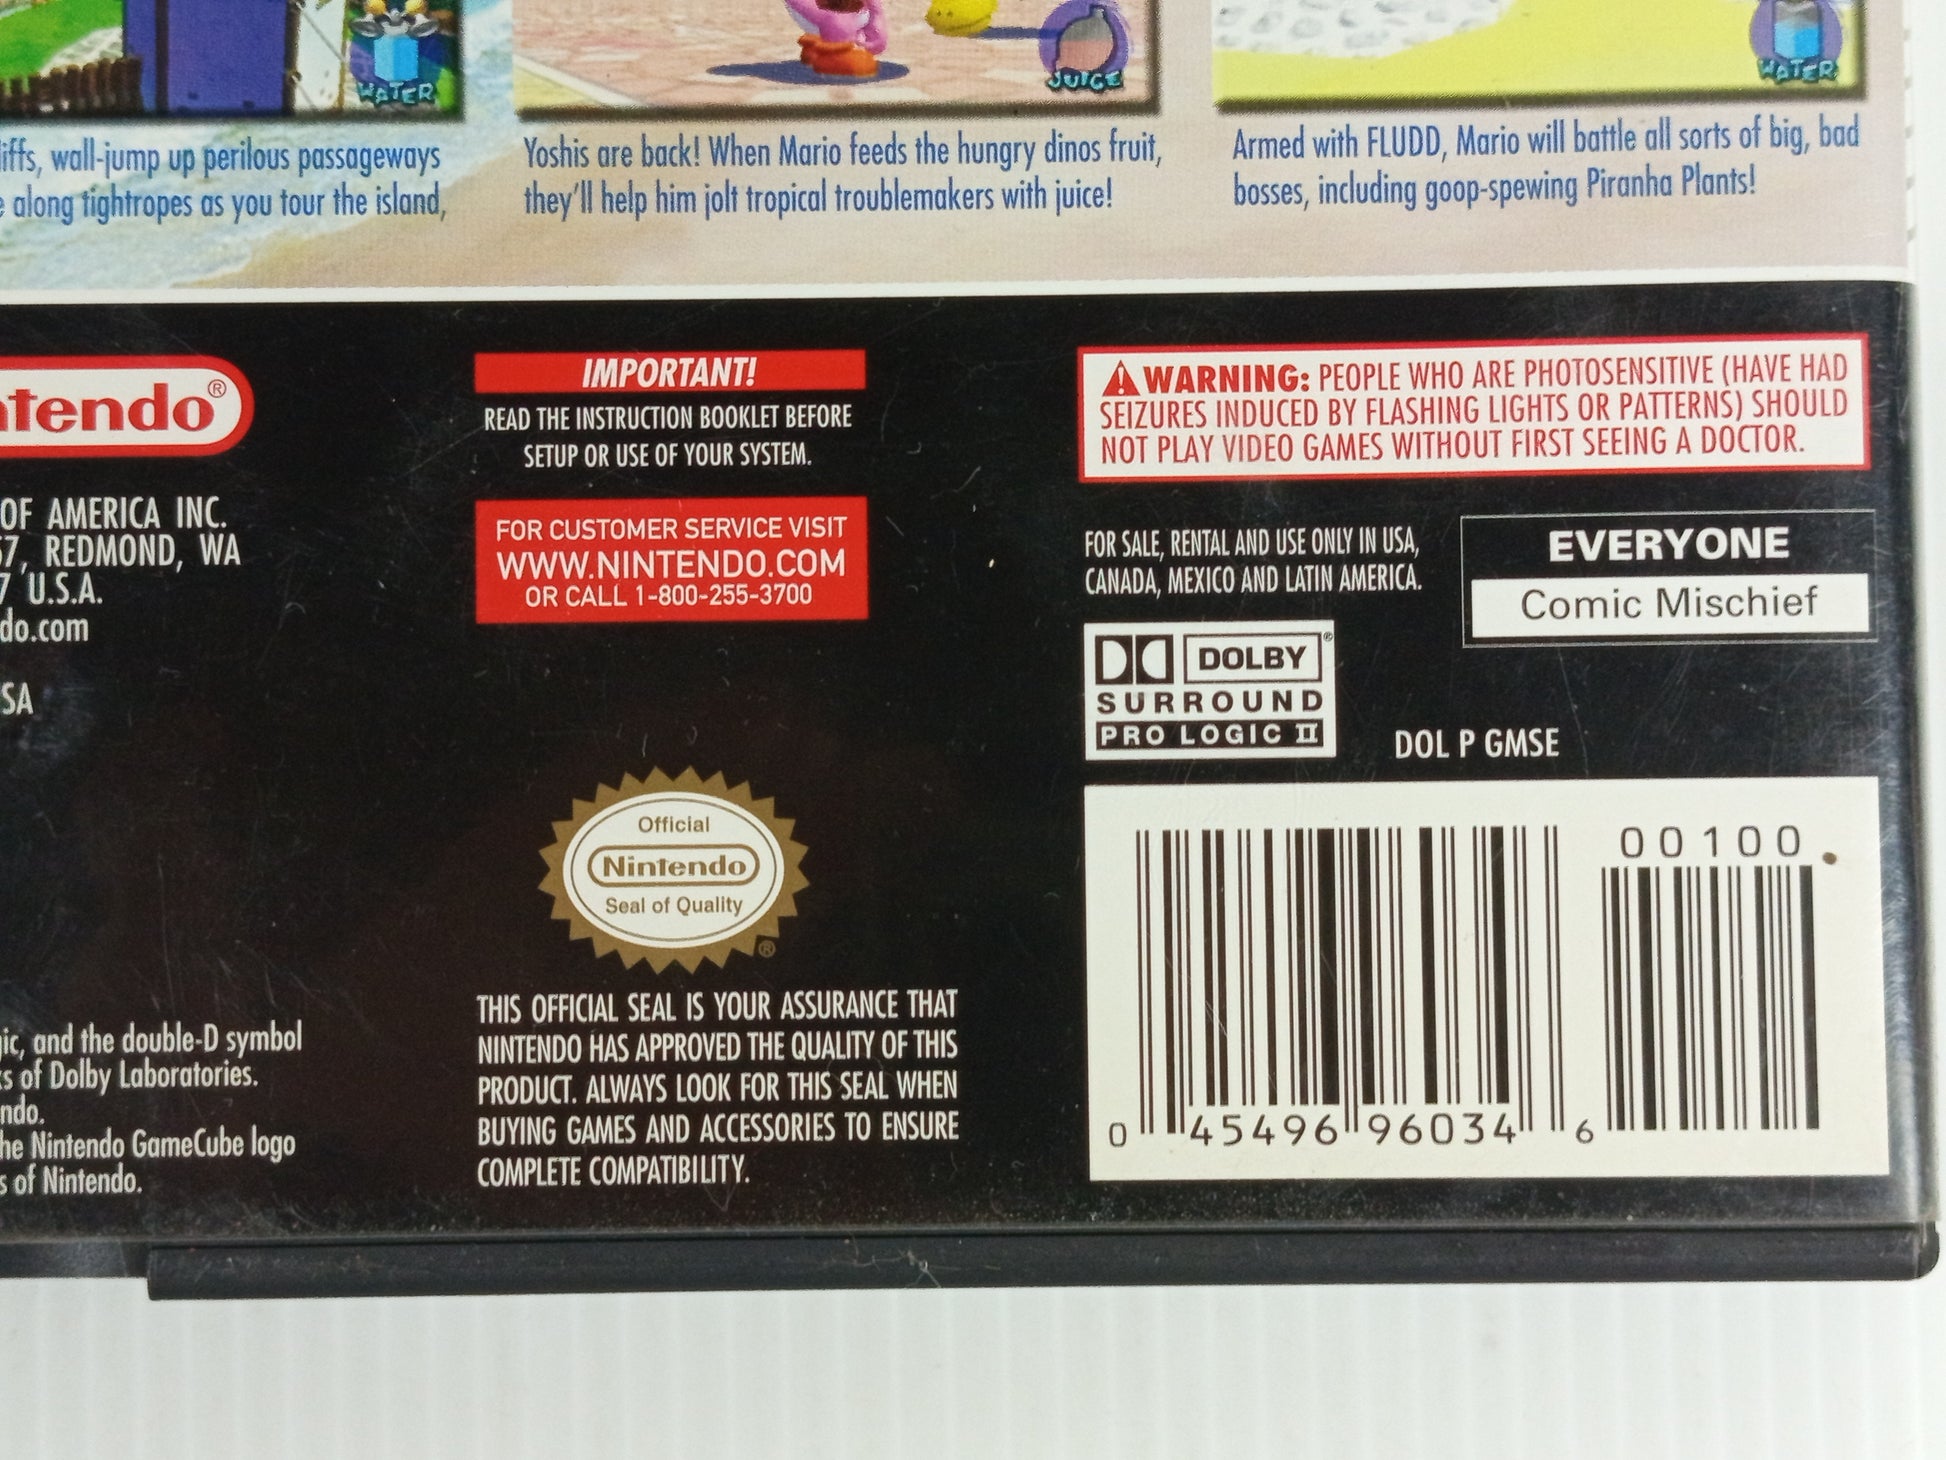 WATER
JUICE
WATER
wall-jump up perilous passageways
along tightropes as you tour the island,
Yoshis are back! When Mario feeds the hungry dinos fruit,
they'll help him jolt tropical troublemakers with juice!
Armed with FLUDD, Mario will battle all sorts of big, bad
bosses, including goop-spewing Piranha Plants!
ntendo®
OF AMERICA INC.
7, REDMOND, WA
7 U.S.A.
do.com
SA
ic, and the double-D symbol
s of Dolby Laboratories.
ndo.
he Nintendo GameCube logo
s of Nintendo.
IMPORTANT!
READ THE INSTRUCTION BOOKLET BEFORE
SETUP OR USE OF YOUR SYSTEM.
FOR CUSTOMER SERVICE VISIT
WWW.NINTENDO.COM
OR CALL 1-800-255-3700
Official
Nintendo
Seal of Quality
®
THIS OFFICIAL SEAL IS YOUR ASSURANCE THAT
NINTENDO HAS APPROVED THE QUALITY OF THIS
PRODUCT. ALWAYS LOOK FOR THIS SEAL WHEN
BUYING GAMES AND ACCESSORIES TO ENSURE
COMPLETE COMPATIBILITY.
WARNING: PEOPLE WHO ARE PHOTOSENSITIVE (HAVE HAD
SEIZURES INDUCED BY FLASHING LIGHTS OR PATTERNS) SHOULD
NOT PLAY VIDEO GAMES WITHOUT FIRST SEEING A DOCTOR.
FOR SALE, RENTAL AND USE ONLY IN USA,
CANADA, MEXICO AND LATIN AMERICA.
EVERYONE
Comic Mischief
DOLBY®
SURROUND
PRO LOGIC II
DOL P GMSE
00100
0 45496 96034 6